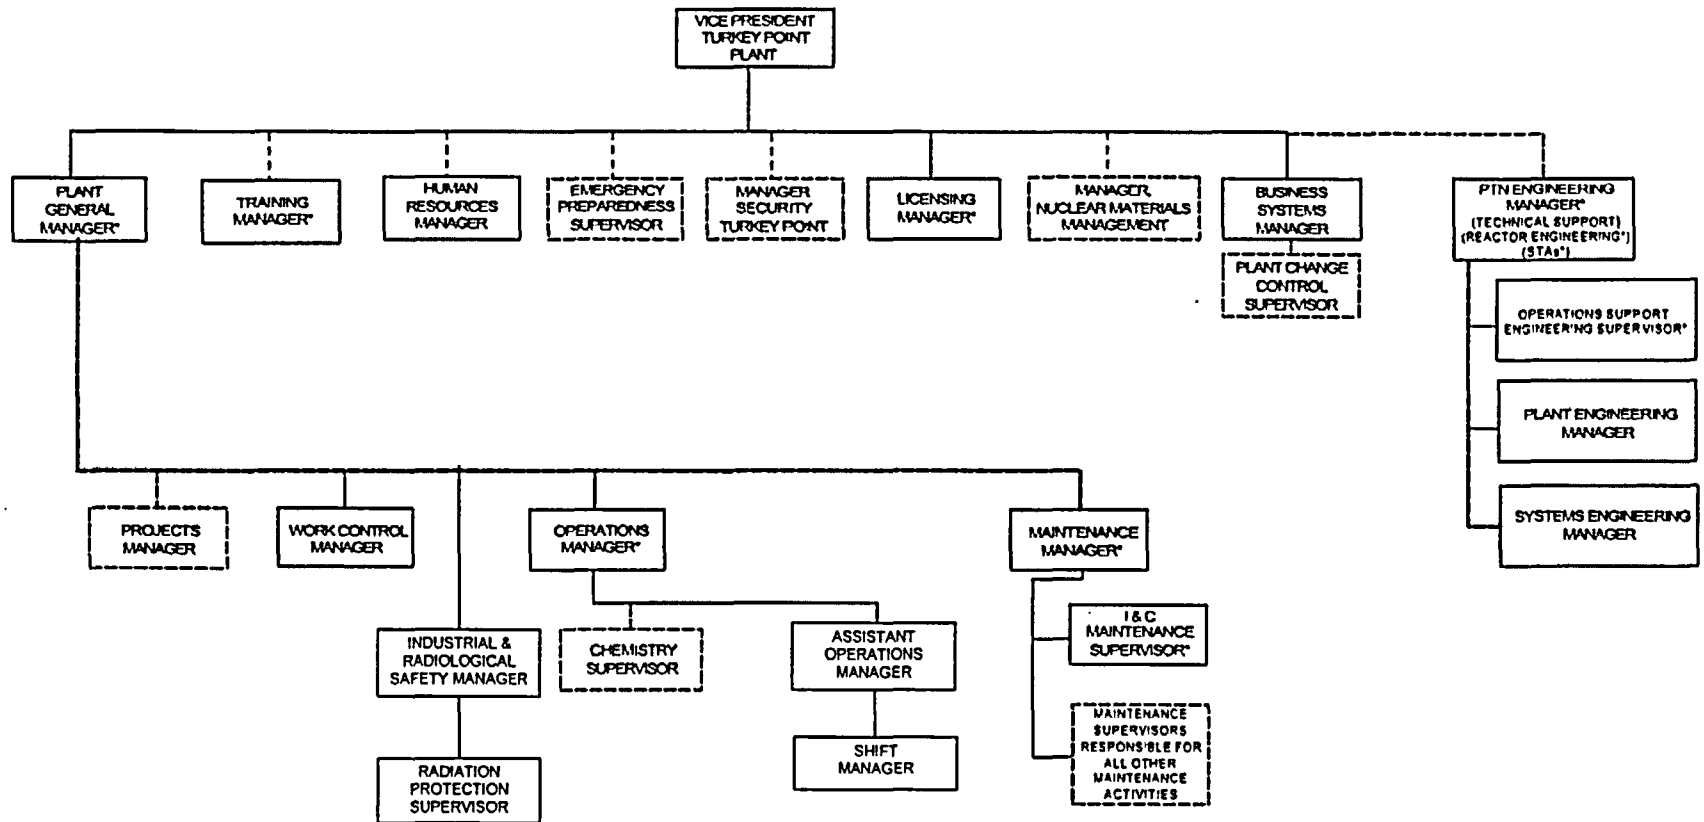 VICE PRESIDENT
TURKEY POINT
PLANT
PLANT
GENERAL
MANAGER*
TRAINING
MANAGER*
HUMAN
RESOURCES
MANAGER
EMERGENCY
PREPAREDNESS
SUPERVISOR
MANAGER
SECURITY
TURKEY POINT
LICENSING
MANAGER*
MANAGER,
NUCLEAR MATERIALS
MANAGEMENT
BUSINESS
SYSTEMS
MANAGER
PLANT CHANGE
CONTROL
SUPERVISOR
PTN ENGINEERING
MANAGER*
(TECHNICAL SUPPORT)
(REACTOR ENGINEERING*)
(STAs*)
OPERATIONS SUPPORT
ENGINEERING SUPERVISOR*
PLANT ENGINEERING
MANAGER
SYSTEMS ENGINEERING
MANAGER
PROJECTS
MANAGER
WORK CONTROL
MANAGER
OPERATIONS
MANAGER*
MAINTENANCE
MANAGER*
INDUSTRIAL &
RADIOLOGICAL
SAFETY MANAGER
CHEMISTRY
SUPERVISOR
ASSISTANT
OPERATIONS
MANAGER
I & C
MAINTENANCE
SUPERVISOR*
RADIATION
PROTECTION
SUPERVISOR
SHIFT
MANAGER
MAINTENANCE
SUPERVISORS
RESPONSIBLE FOR
ALL OTHER
MAINTENANCE
ACTIVITIES